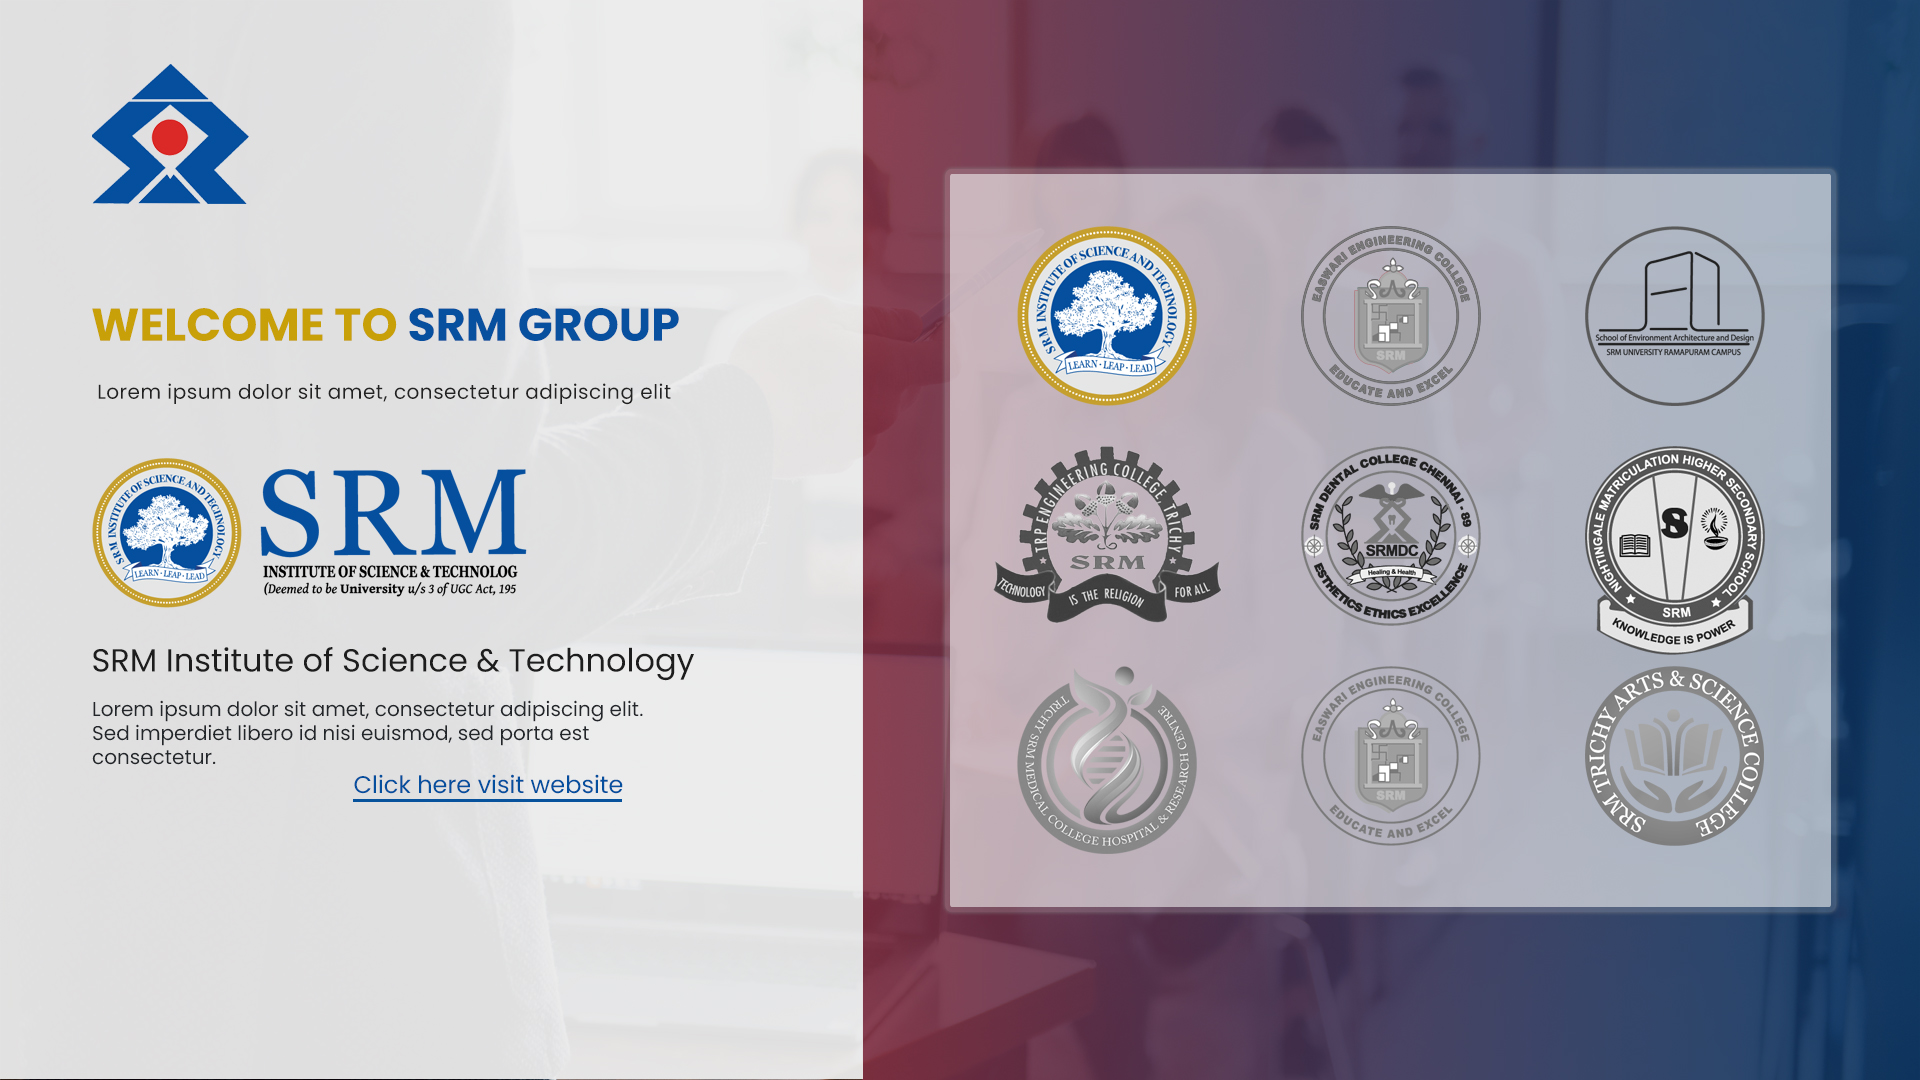 WELCOME TO SRM GROUP
Lorem ipsum dolor sit amet, consectetur adipiscing elit
SRM INSTITUTE OF SCIENCE AND TECHNOLOGY
LEARN · LEAP · LEAD
SRM
INSTITUTE OF SCIENCE & TECHNOLOG
(Deemed to be University u/s 3 of UGC Act, 195
SRM Institute of Science & Technology
Lorem ipsum dolor sit amet, consectetur adipiscing elit.
Sed imperdiet libero id nisi euismod, sed porta est
consectetur.
Click here visit website
SRM INSTITUTE OF SCIENCE AND TECHNOLOGY
LEARN · LEAP · LEAD
EASWARI ENGINEERING COLLEGE
SRM
EDUCATE AND EXCEL
School of Environment Architecture and Design
SRM UNIVERSITY RAMAPURAM CAMPUS
TRP ENGINEERING COLLEGE, TRICHY
SRM
TECHNOLOGY IS THE RELIGION FOR ALL
SRM DENTAL COLLEGE CHENNAI - 89
SRMDC
Healing & Health
ESTHETICS ETHICS EXCELLENCE
NIGHTINGALE MATRICULATION HIGHER SECONDARY SCHOOL
S
SRM
KNOWLEDGE IS POWER
TRICHY SRM MEDICAL COLLEGE HOSPITAL & RESEARCH CENTRE
EASWARI ENGINEERING COLLEGE
SRM
EDUCATE AND EXCEL
SRM TRICHY ARTS & SCIENCE COLLEGE